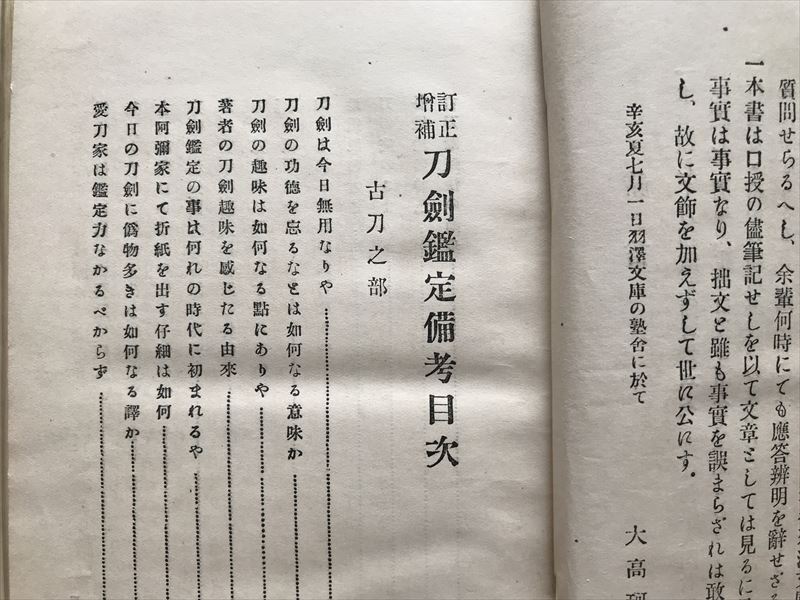 質問せらるへし、余輩何時にても應答辨明を辭せざ
一本書は口授の儘筆記せしを以て文章としては見るに
事實は事實なり、拙文と雖も事實を誤まらざれは敢
し、故に文飾を加えずして世に公にす。
辛亥夏七月一日羽澤文庫の塾舍に於て
大高
訂正增補刀劍鑑定備考目次
古刀之部
刀劍は今日無用なりや
刀劍の功德を忘るなとは如何なる意味か
刀劍の趣味は如何なる點にありや
著者の刀劍趣味を感じたる由來
刀劍鑑定の事は何れの時代に初まれるや
本阿彌家にて折紙を出す仔細は如何
今日の刀劍に僞物多きは如何なる譯か
愛刀家は鑑定力なかるべからず